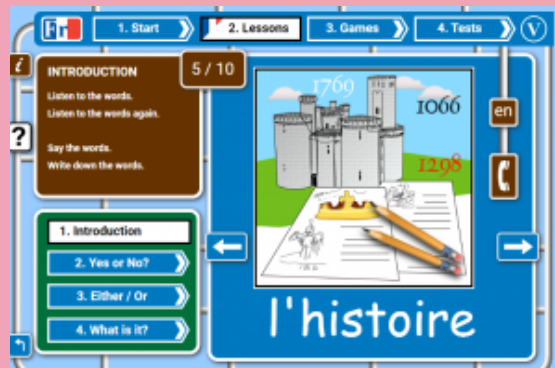 Fr
1. Start
2. Lessons
3. Games
4. Tests
V
i
INTRODUCTION
5 / 10
Listen to the words.
Listen to the words again.
Say the words.
Write down the words.
?
1769
1066
1298
en
1. Introduction
2. Yes or No?
3. Either / Or
4. What is it?
l'histoire